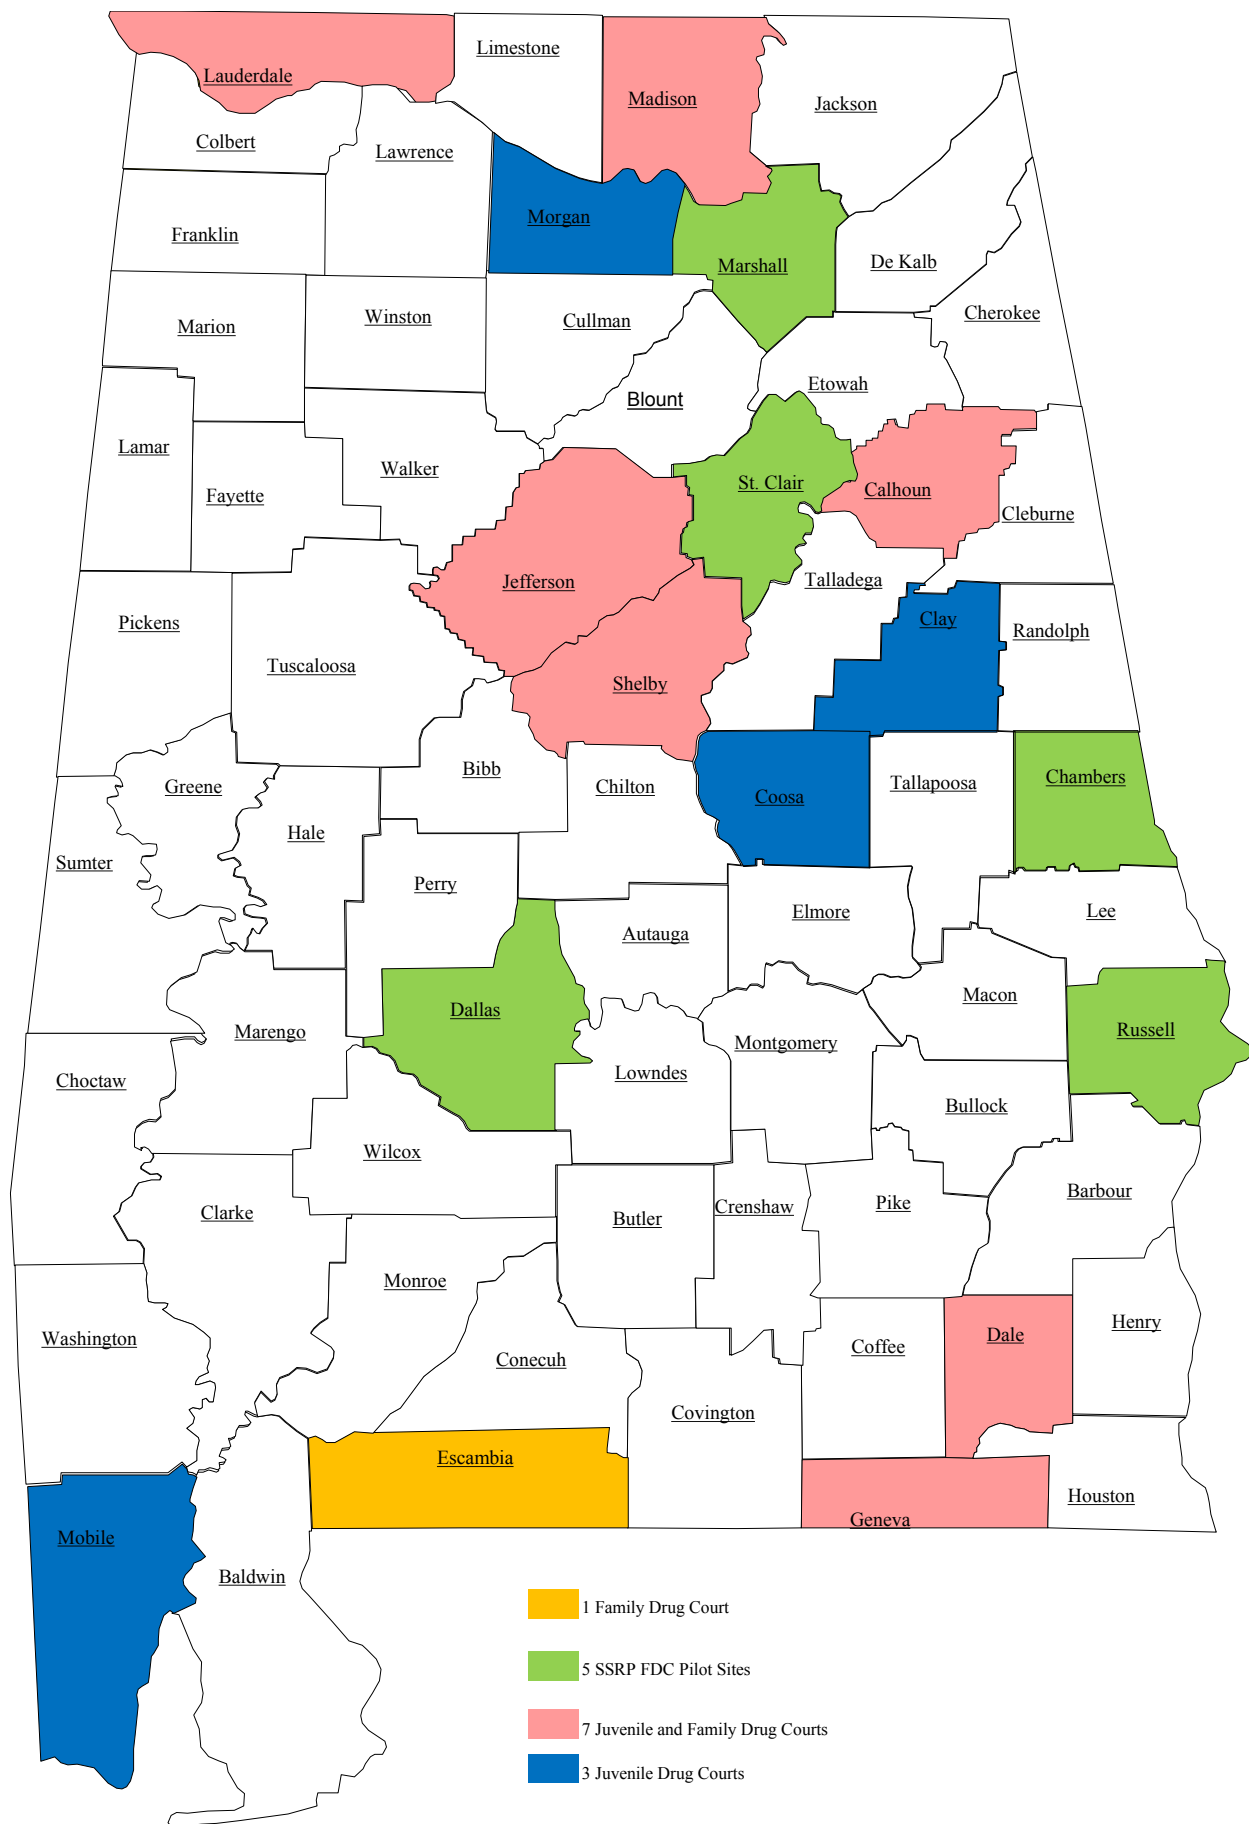 Limestone
Lauderdale
Madison
Jackson
Colbert
Lawrence
Morgan
Franklin
Marshall
De Kalb
Cherokee
Marion
Winston
Cullman
Etowah
Blount
Lamar
Walker
St. Clair
Fayette
Calhoun
Cleburne
Jefferson
Talladega
Clay
Pickens
Randolph
Tuscaloosa
Shelby
Bibb
Chambers
Greene
Chilton
Coosa
Tallapoosa
Hale
Sumter
Perry
Elmore
Lee
Autauga
Macon
Dallas
Marengo
Montgomery
Russell
Choctaw
Lowndes
Bullock
Wilcox
Barbour
Clarke
Butler
Crenshaw
Pike
Monroe
Washington
Conecuh
Coffee
Dale
Henry
Covington
Escambia
Houston
Geneva
Mobile
Baldwin
1 Family Drug Court
5 SSRP FDC Pilot Sites
7 Juvenile and Family Drug Courts
3 Juvenile Drug Courts